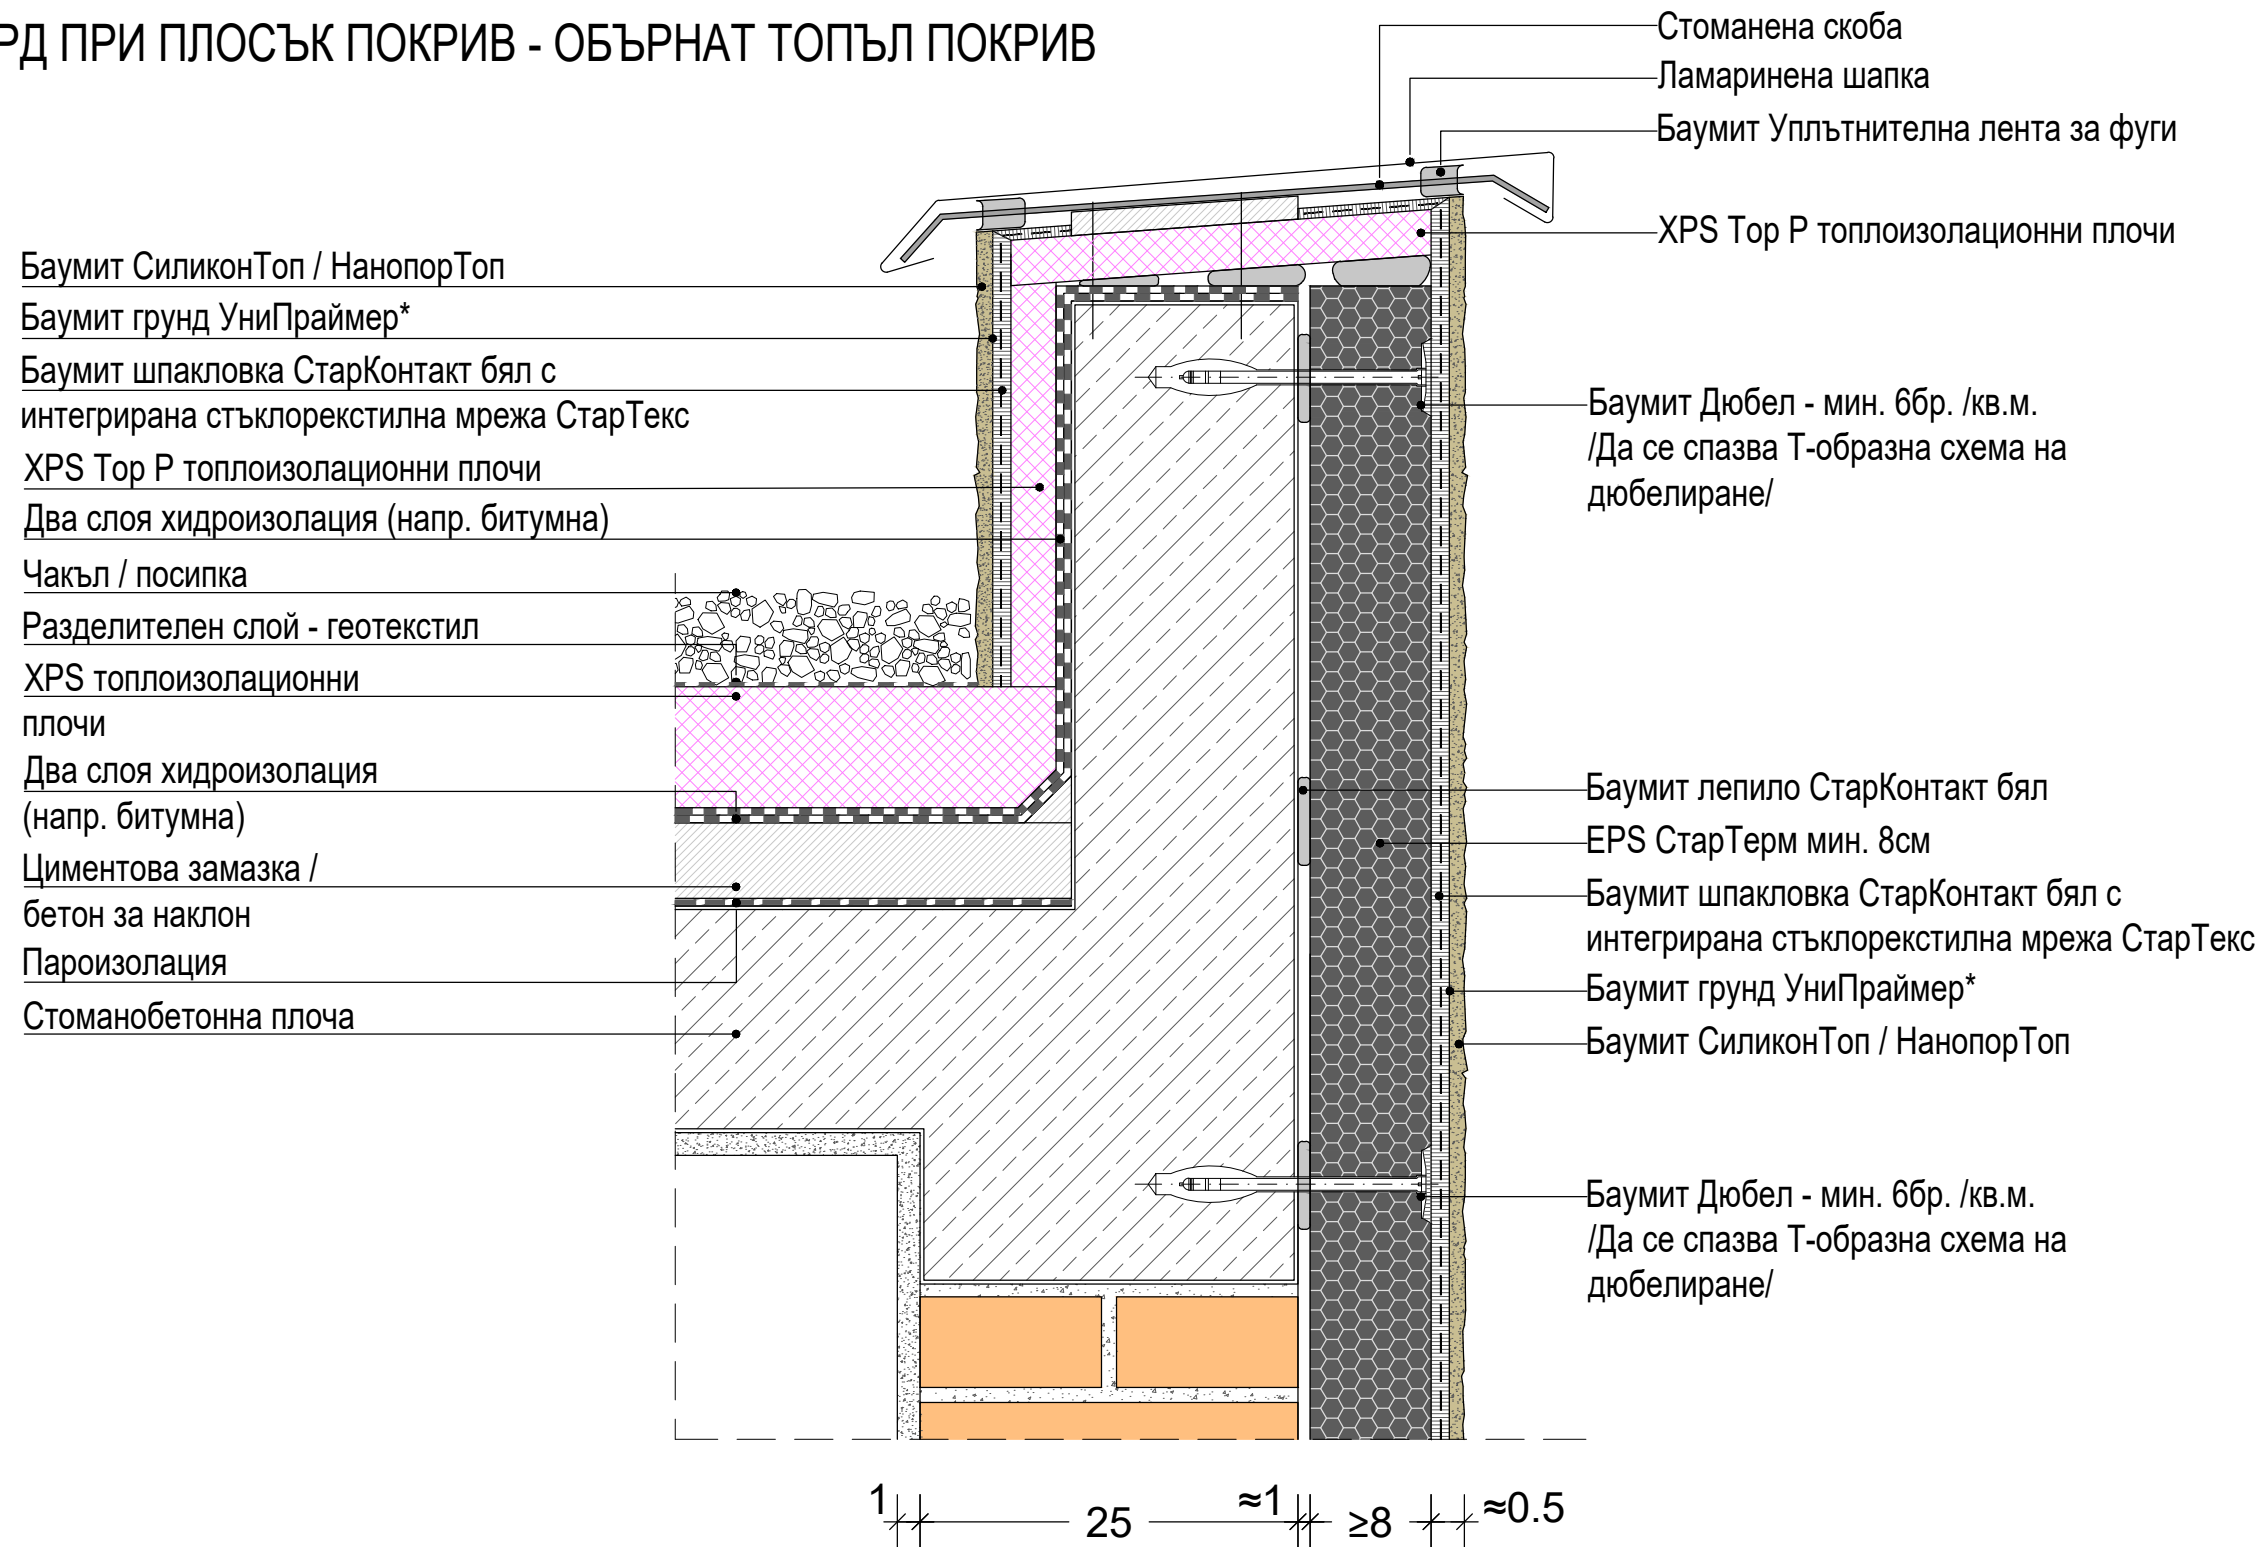 РД ПРИ ПЛОСЪК ПОКРИВ - ОБЪРНАТ ТОПЪЛ ПОКРИВ
Стоманена скоба
Ламаринена шапка
Баумит Уплътнителна лента за фуги
XPS Top P топлоизолационни плочи
Баумит СиликонТоп / НанопорТоп
Баумит грунд УниПраймер*
Баумит шпакловка СтарКонтакт бял с
интегрирана стъклорекстилна мрежа СтарТекс
XPS Top P топлоизолационни плочи
Два слоя хидроизолация (напр. битумна)
Чакъл / посипка
Разделителен слой - геотекстил
XPS топлоизолационни
плочи
Два слоя хидроизолация
(напр. битумна)
Циментова замазка /
бетон за наклон
Пароизолация
Стоманобетонна плоча
Баумит Дюбел - мин. 6бр. /кв.м.
/Да се спазва Т-образна схема на
дюбелиране/
Баумит лепило СтарКонтакт бял
EPS СтарТерм мин. 8см
Баумит шпакловка СтарКонтакт бял с
интегрирана стъклорекстилна мрежа СтарТекс
Баумит грунд УниПраймер*
Баумит СиликонТоп / НанопорТоп
Баумит Дюбел - мин. 6бр. /кв.м.
/Да се спазва Т-образна схема на
дюбелиране/
1 25 ≈1 ≥8 ≈0.5